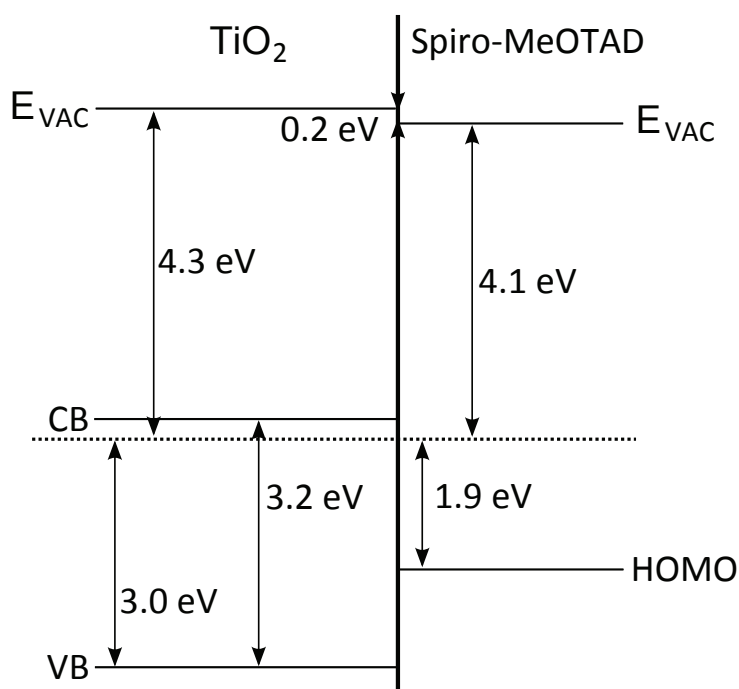 TiO2
Spiro-MeOTAD
EVAC
0.2 eV
EVAC
4.3 eV
4.1 eV
CB
3.2 eV
1.9 eV
HOMO
3.0 eV
VB